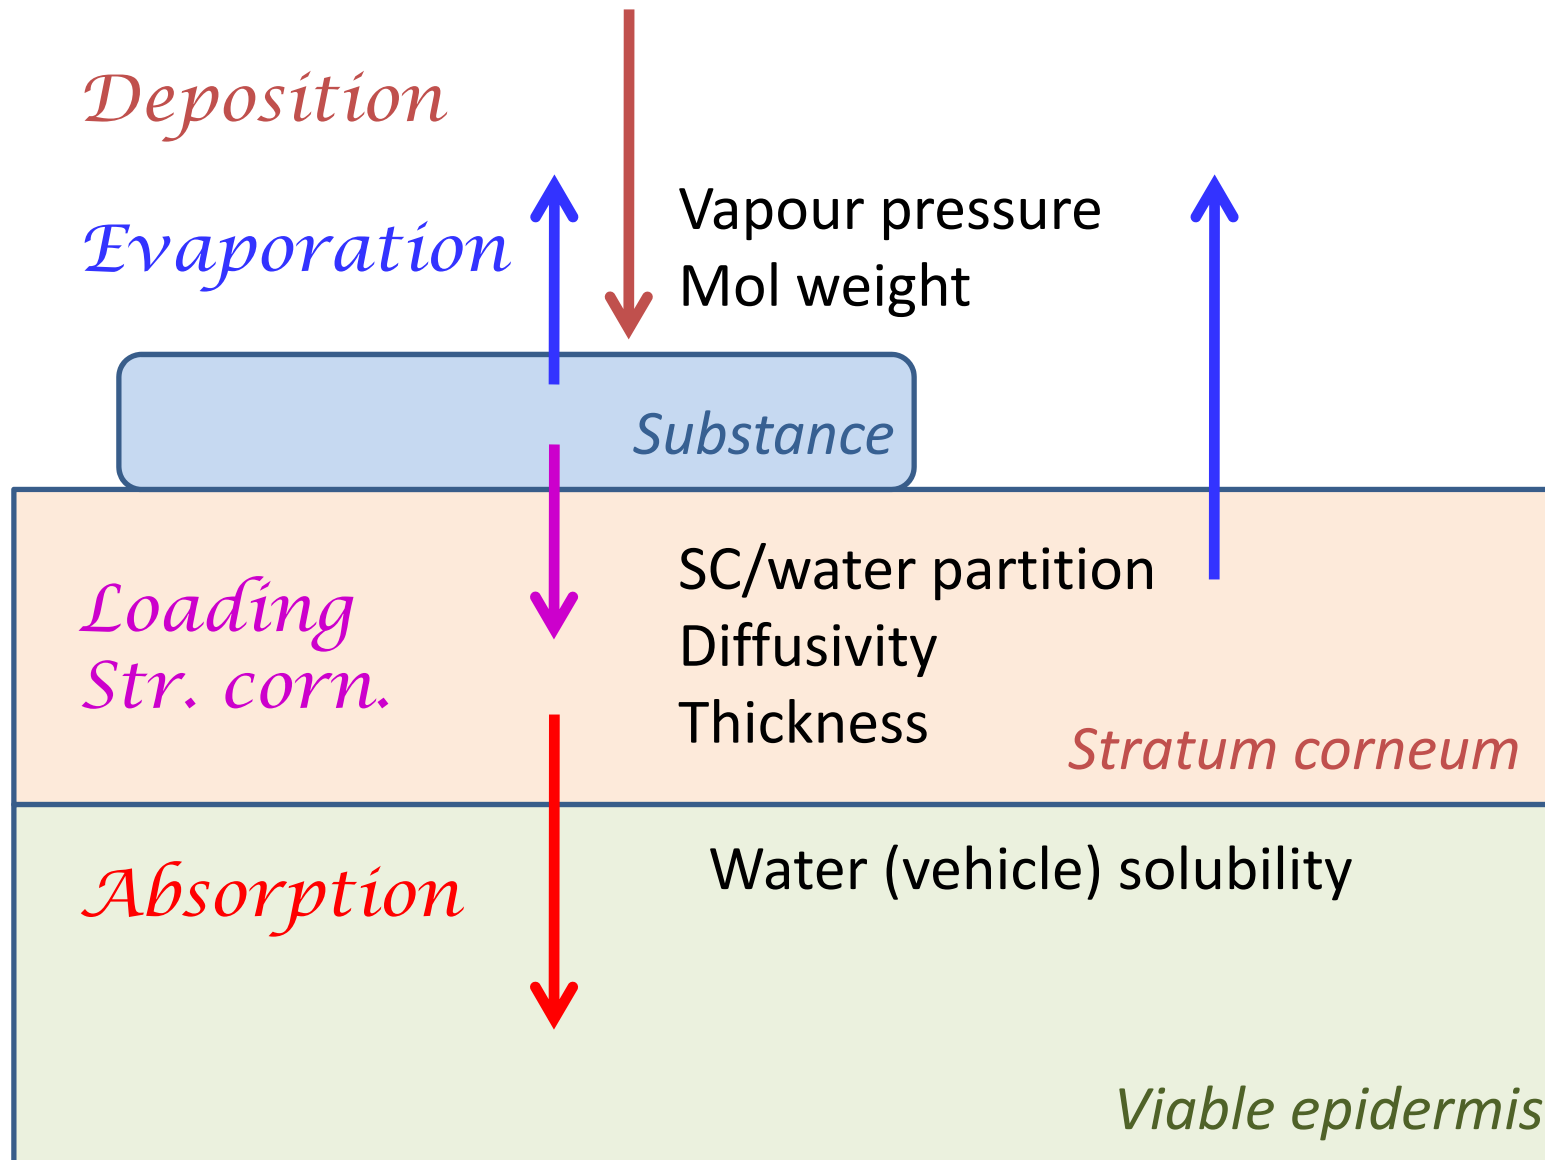 Deposition
Evaporation
Vapour pressure
Mol weight
Substance
Loading
Str. corn.
SC/water partition
Diffusivity
Thickness
Stratum corneum
Absorption
Water (vehicle) solubility
Viable epidermis